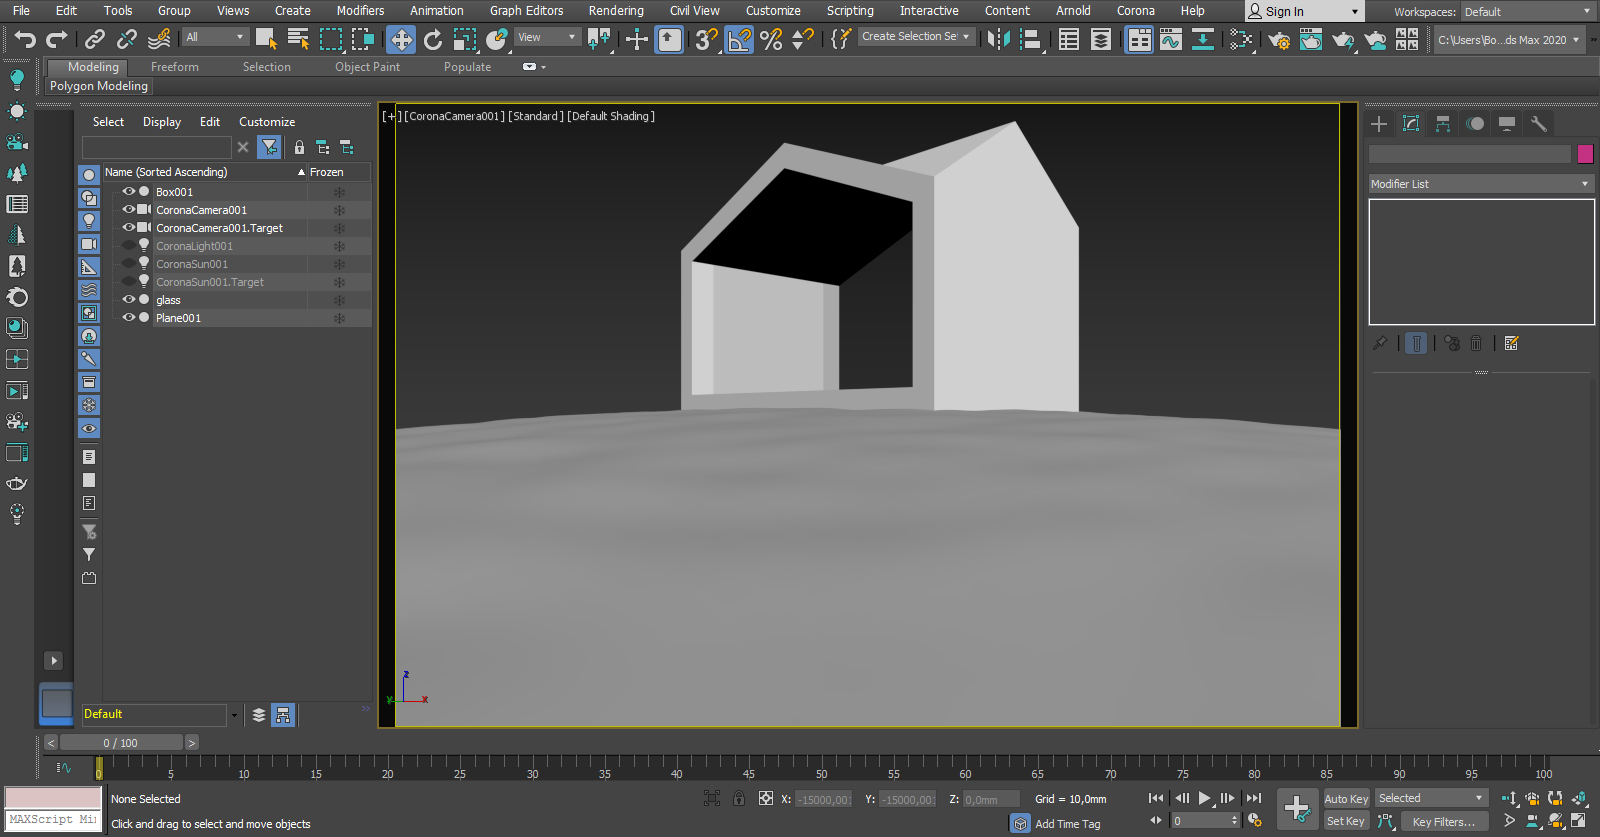 File Edit Tools Group Views Create Modifiers Animation Graph Editors Rendering Civil View Customize Scripting Interactive Content Arnold Corona Help Sign In Workspaces: Default
All View Create Selection Se C:\Users\Bo...ds Max 2020
Modeling Freeform Selection Object Paint Populate
Polygon Modeling
Select Display Edit Customize
[+] [CoronaCamera001] [Standard] [Default Shading]
Name (Sorted Ascending) Frozen
Box001
CoronaCamera001
CoronaCamera001.Target
CoronaLight001
CoronaSun001
CoronaSun001.Target
glass
Plane001
Modifier List
z
y x
Default
< 0 / 100 >
0 5 10 15 20 25 30 35 40 45 50 55 60 65 70 75 80 85 90 95 100
None Selected X: -15000,00 Y: -15000,00 Z: 0,0mm Grid = 10,0mm Auto Key Selected
MAXScript Mi Click and drag to select and move objects Add Time Tag 0 Set Key Key Filters...